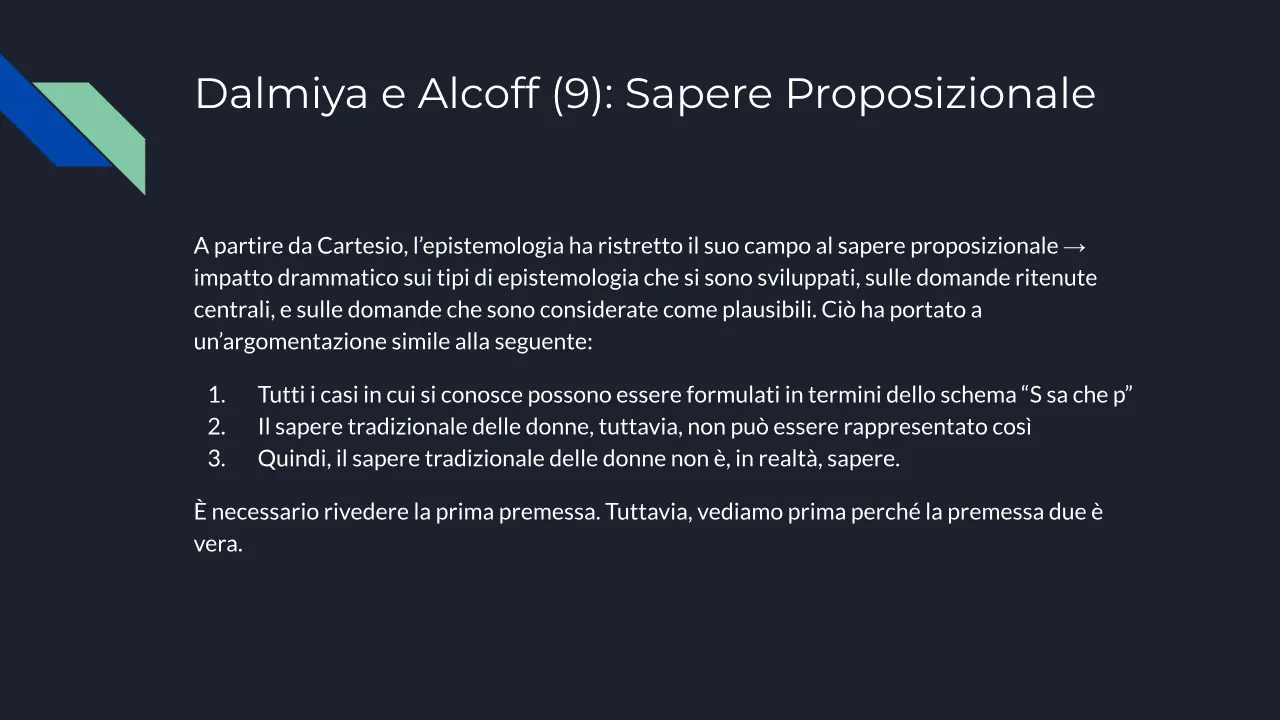 Dalmiya e Alcoff (9): Sapere Proposizionale
A partire da Cartesio, l’epistemologia ha ristretto il suo campo al sapere proposizionale →
impatto drammatico sui tipi di epistemologia che si sono sviluppati, sulle domande ritenute
centrali, e sulle domande che sono considerate come plausibili. Ciò ha portato a
un’argomentazione simile alla seguente:
1. Tutti i casi in cui si conosce possono essere formulati in termini dello schema “S sa che p”
2. Il sapere tradizionale delle donne, tuttavia, non può essere rappresentato così
3. Quindi, il sapere tradizionale delle donne non è, in realtà, sapere.
È necessario rivedere la prima premessa. Tuttavia, vediamo prima perché la premessa due è
vera.